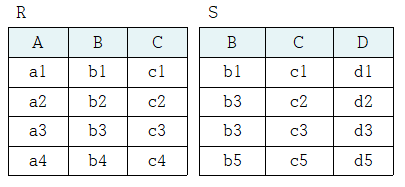 R S
A B C B C D
a1 b1 c1 b1 c1 d1
a2 b2 c2 b3 c2 d2
a3 b3 c3 b3 c3 d3
a4 b4 c4 b5 c5 d5